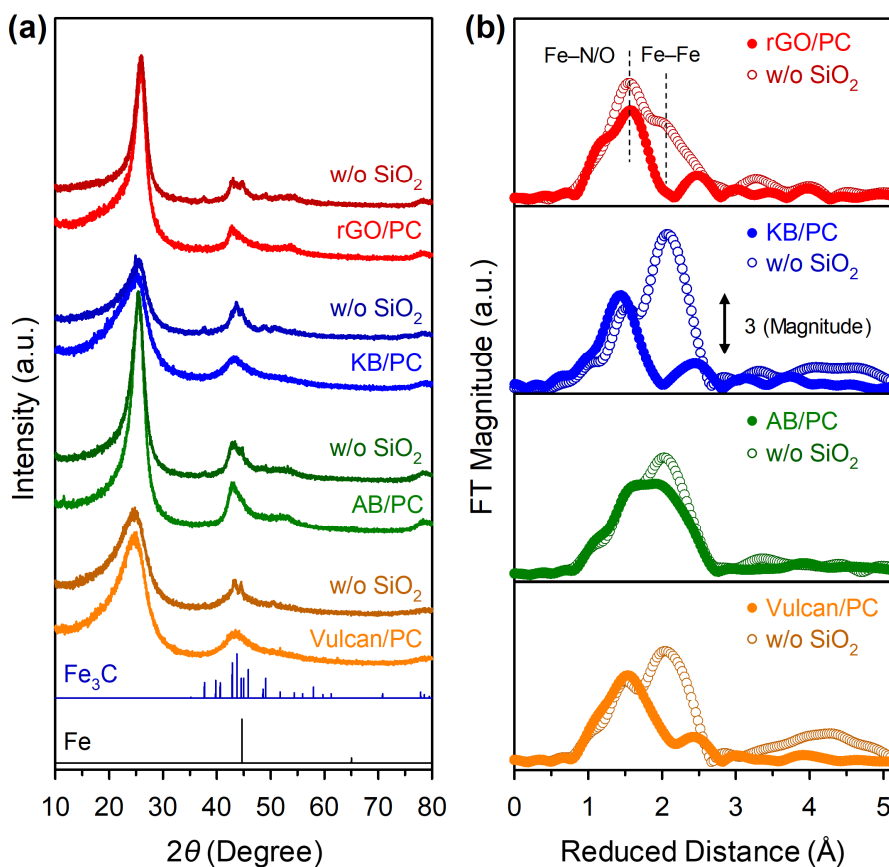 (a)
w/o SiO₂
rGO/PC
w/o SiO₂
KB/PC
w/o SiO₂
AB/PC
w/o SiO₂
Vulcan/PC
Fe₃C
Fe
Intensity (a.u.)
10 20 30 40 50 60 70 80
2θ (Degree)
(b)
Fe–N/O Fe–Fe
rGO/PC
w/o SiO₂
KB/PC
w/o SiO₂
3 (Magnitude)
AB/PC
w/o SiO₂
Vulcan/PC
w/o SiO₂
FT Magnitude (a.u.)
0 1 2 3 4 5
Reduced Distance (Å)